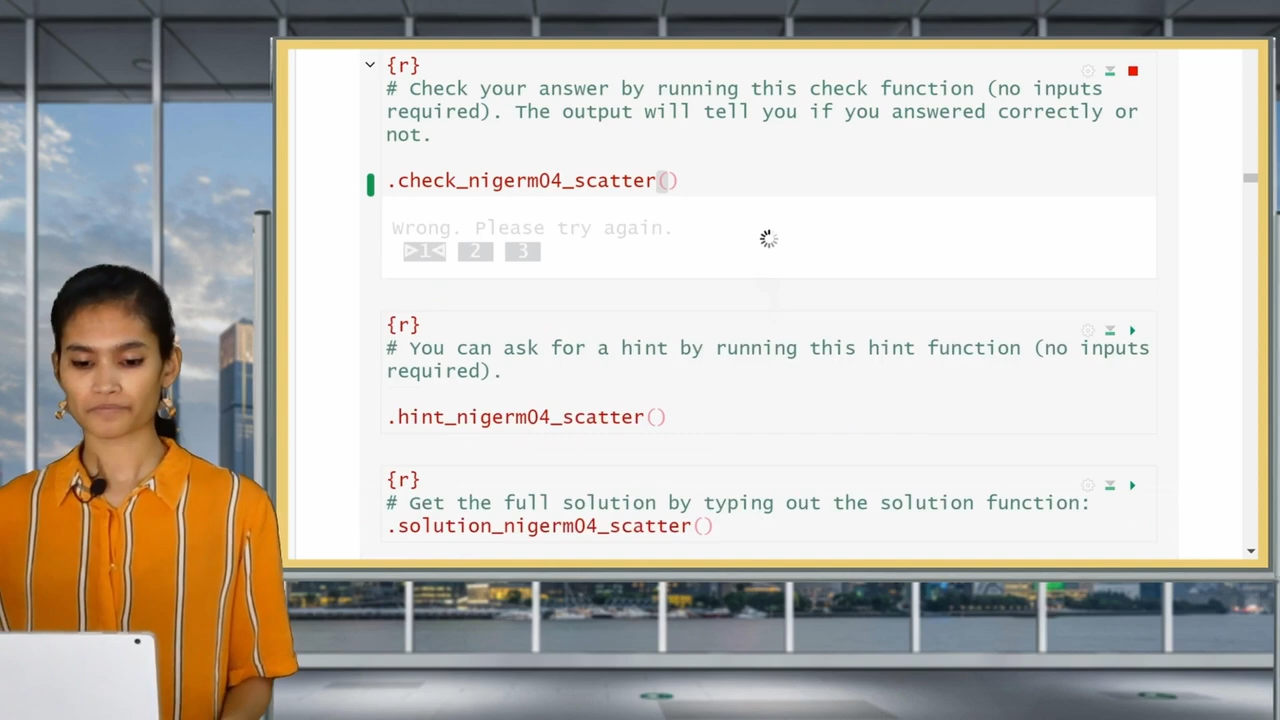 {r}
# Check your answer by running this check function (no inputs
required). The output will tell you if you answered correctly or
not.
.check_nigerm04_scatter()
Wrong. Please try again.
1 2 3
{r}
# You can ask for a hint by running this hint function (no inputs
required).
.hint_nigerm04_scatter()
{r}
# Get the full solution by typing out the solution function:
.solution_nigerm04_scatter()